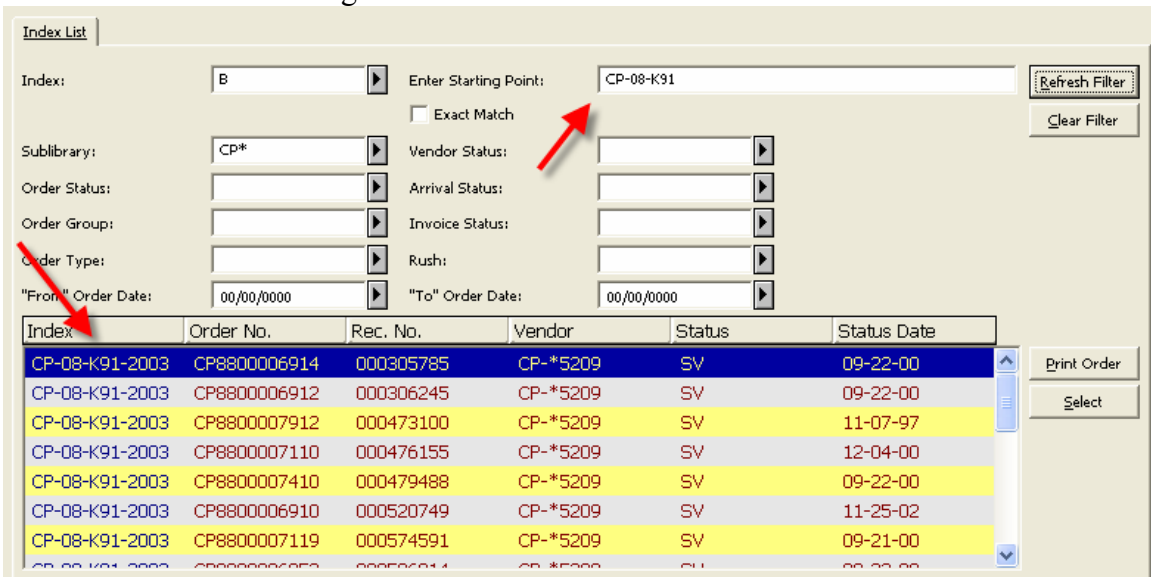 Index List
Index: B Enter Starting Point: CP-08-K91 Refresh Filter
Exact Match Clear Filter
Sublibrary: CP* Vendor Status:
Order Status: Arrival Status:
Order Group: Invoice Status:
Order Type: Rush:
"From" Order Date: 00/00/0000 "To" Order Date: 00/00/0000
Index Order No. Rec. No. Vendor Status Status Date
CP-08-K91-2003 CP8800006914 000305785 CP-*5209 SV 09-22-00 Print Order
CP-08-K91-2003 CP8800006912 000306245 CP-*5209 SV 09-22-00 Select
CP-08-K91-2003 CP8800007912 000473100 CP-*5209 SV 11-07-97
CP-08-K91-2003 CP8800007110 000476155 CP-*5209 SV 12-04-00
CP-08-K91-2003 CP8800007410 000479488 CP-*5209 SV 09-22-00
CP-08-K91-2003 CP8800006910 000520749 CP-*5209 SV 11-25-02
CP-08-K91-2003 CP8800007119 000574591 CP-*5209 SV 09-21-00